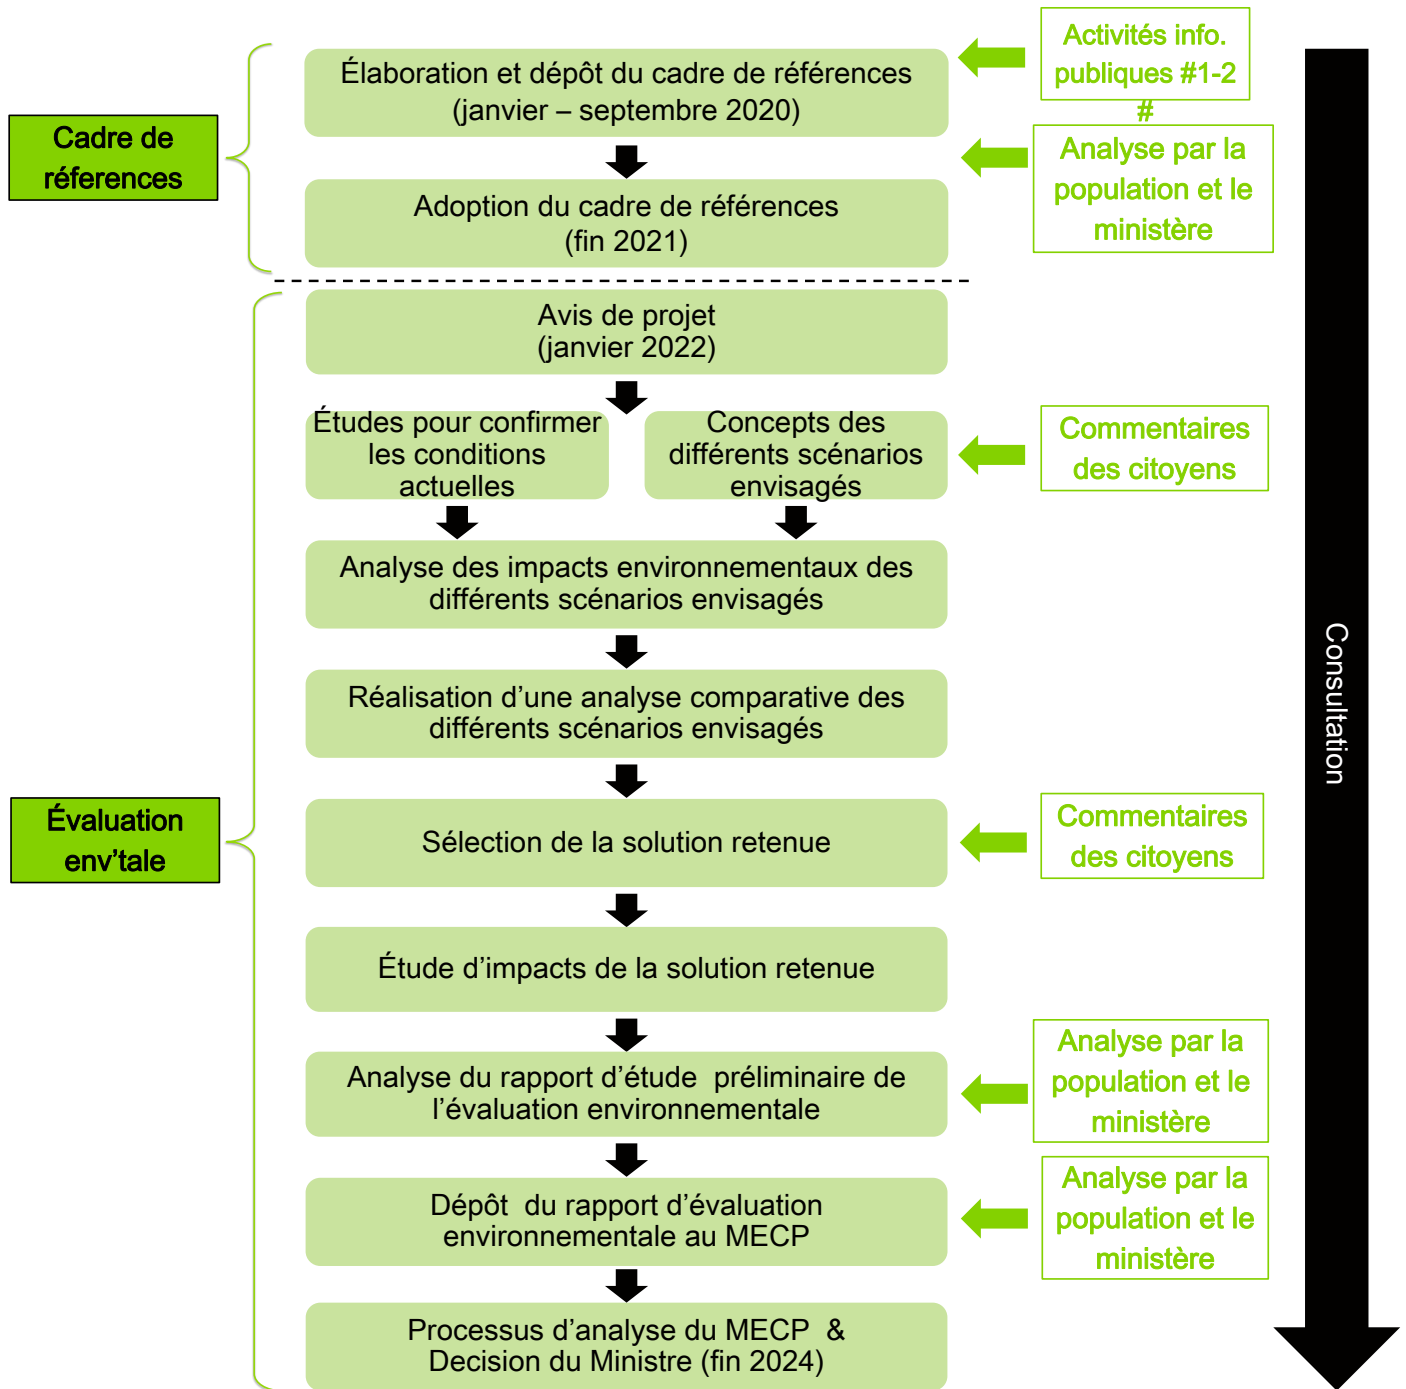 Activités info.
publiques #1-2
#
Élaboration et dépôt du cadre de références
(janvier – septembre 2020)
Cadre de
réferences
Analyse par la
population et le
ministère
Adoption du cadre de références
(fin 2021)
Avis de projet
(janvier 2022)
Études pour confirmer
les conditions
actuelles
Concepts des
différents scénarios
envisagés
Commentaires
des citoyens
Analyse des impacts environnementaux des
différents scénarios envisagés
Consultation
Réalisation d’une analyse comparative des
différents scénarios envisagés
Évaluation
env’tale
Sélection de la solution retenue
Commentaires
des citoyens
Étude d’impacts de la solution retenue
Analyse du rapport d’étude  préliminaire de
l’évaluation environnementale
Analyse par la
population et le
ministère
Dépôt  du rapport d’évaluation
environnementale au MECP
Analyse par la
population et le
ministère
Processus d’analyse du MECP  &
Decision du Ministre (fin 2024)